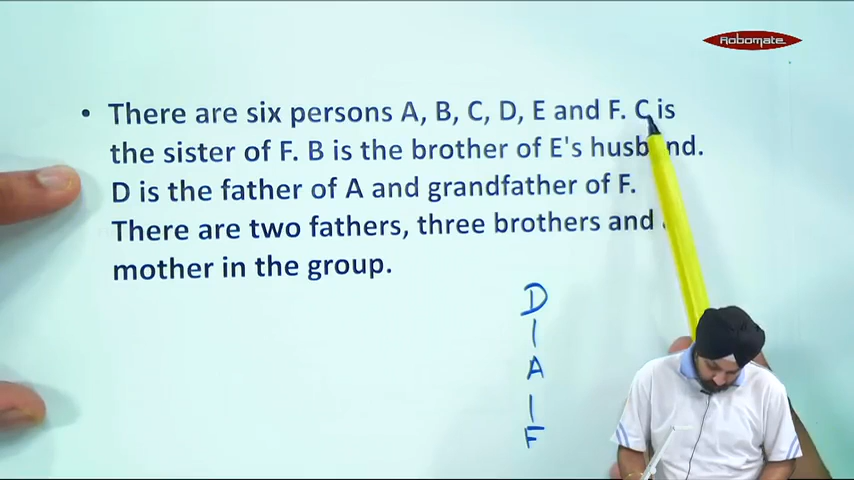 Robomate
• There are six persons A, B, C, D, E and F. C is
the sister of F. B is the brother of E's husband.
D is the father of A and grandfather of F.
There are two fathers, three brothers and
mother in the group.
D
A
F